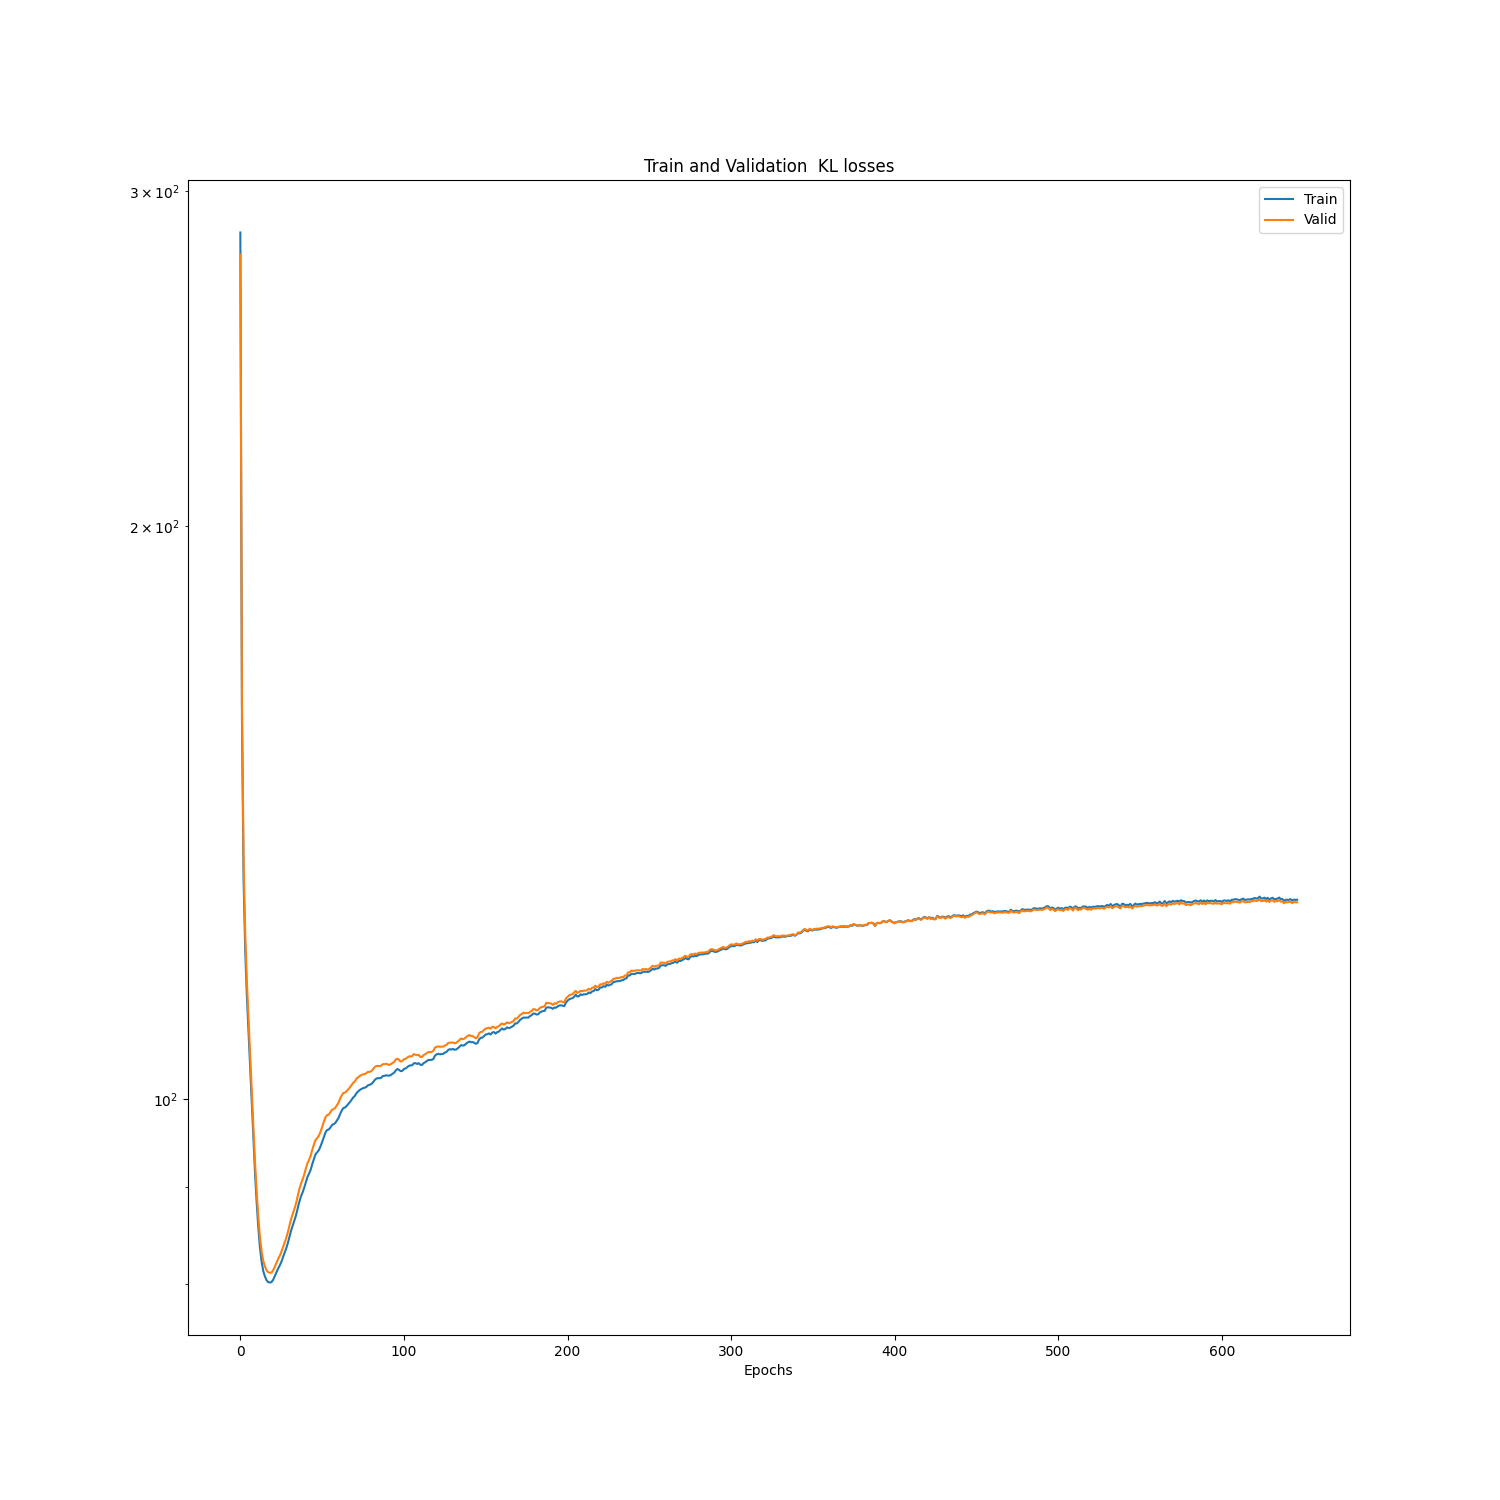 Train and Validation  KL losses
3 × 10²
Train
Valid
2 × 10²
10²
0 100 200 300 400 500 600
Epochs